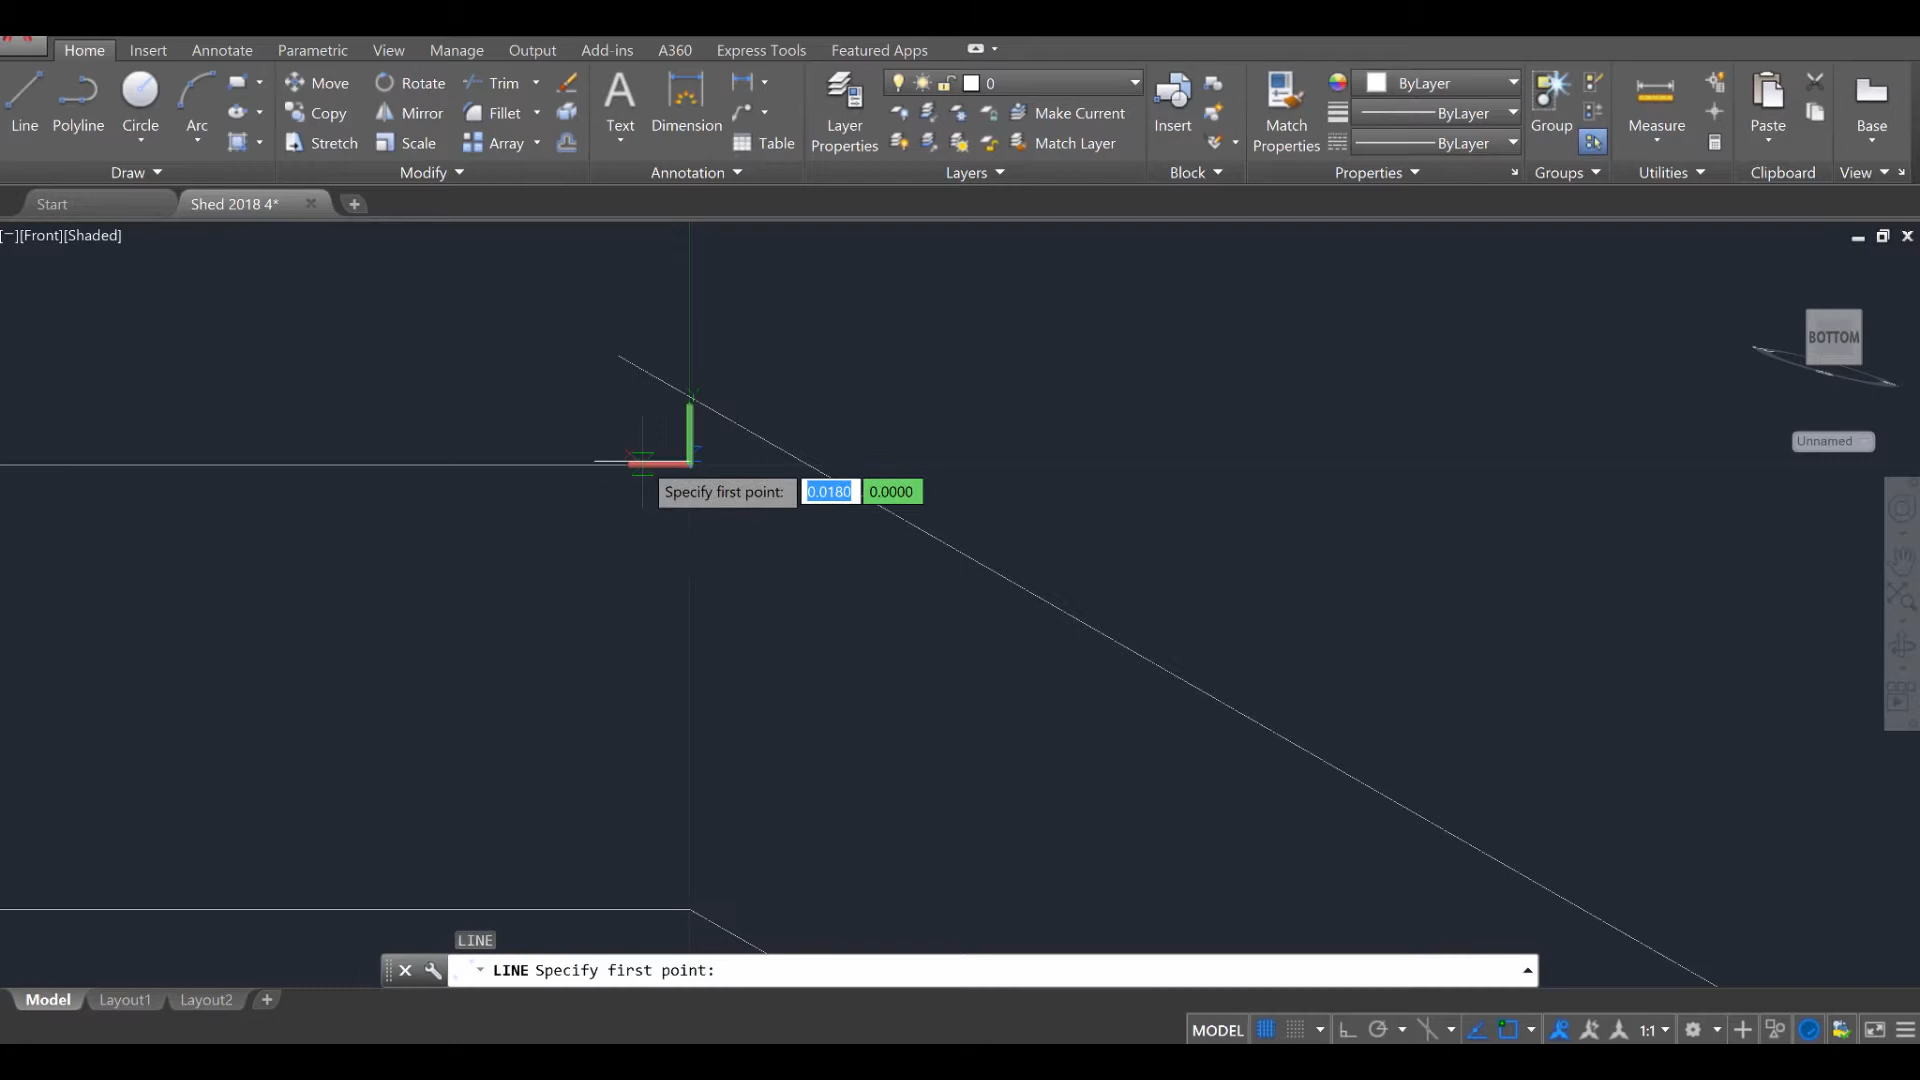 Home Insert Annotate Parametric View Manage Output Add-ins A360 Express Tools Featured Apps
Line Polyline Circle Arc
Move Rotate Trim
Copy Mirror Fillet
Stretch Scale Array
Text Dimension Table
Layer Properties
0
Make Current
Match Layer
Insert
Match Properties
ByLayer
ByLayer
ByLayer
Group
Measure
Paste
Base
Draw Modify Annotation Layers Block Properties Groups Utilities Clipboard View
Start Shed 2018 4*
[−][Front][Shaded]
BOTTOM
Unnamed
Specify first point: 0.0180 0.0000
LINE
LINE Specify first point:
Model Layout1 Layout2
MODEL 1:1